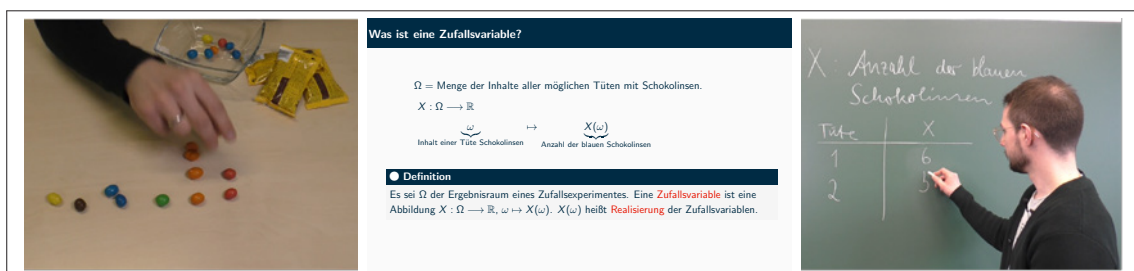 Was ist eine Zufallsvariable?
Ω = Menge der Inhalte aller möglichen Tüten mit Schokolinsen.
X : Ω ⟶ ℝ
ω ↦ X(ω)
Inhalt einer Tüte Schokolinsen Anzahl der blauen Schokolinsen
Definition
Es sei Ω der Ergebnisraum eines Zufallsexperimentes. Eine Zufallsvariable ist eine
Abbildung X : Ω ⟶ ℝ, ω ↦ X(ω). X(ω) heißt Realisierung der Zufallsvariablen.
X : Anzahl der blauen
Schokolinsen
Tüte X
1 6
2